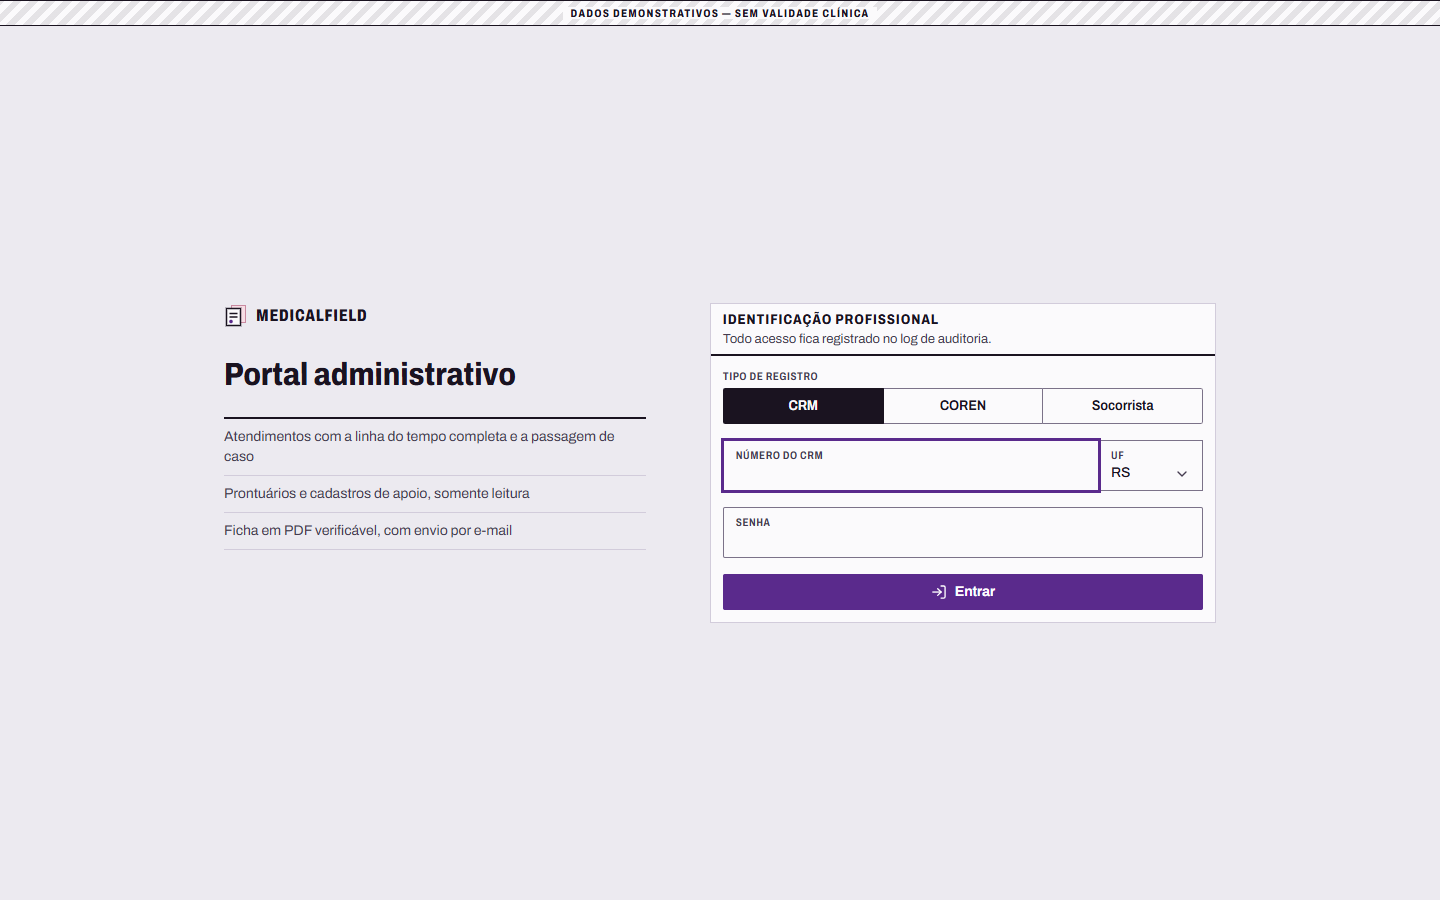 DADOS DEMONSTRATIVOS — SEM VALIDADE CLÍNICA
MEDICALFIELD
Portal administrativo
Atendimentos com a linha do tempo completa e a passagem de
caso
Prontuários e cadastros de apoio, somente leitura
Ficha em PDF verificável, com envio por e-mail
IDENTIFICAÇÃO PROFISSIONAL
Todo acesso fica registrado no log de auditoria.
TIPO DE REGISTRO
CRM COREN Socorrista
NÚMERO DO CRM UF
RS
SENHA
Entrar